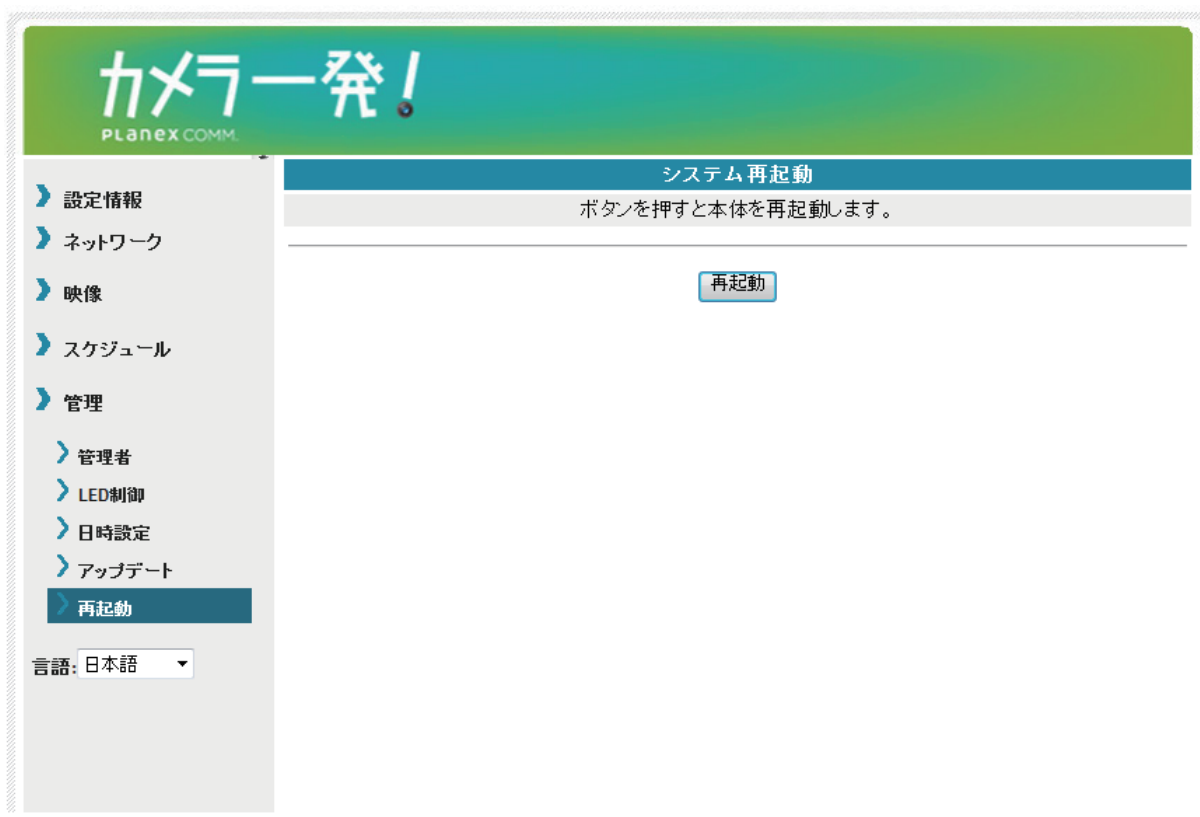 カメラ一発！
PLANEX COMM.
設定情報
ネットワーク
映像
スケジュール
管理
管理者
LED制御
日時設定
アップデート
再起動
言語: 日本語
システム再起動
ボタンを押すと本体を再起動します。
再起動